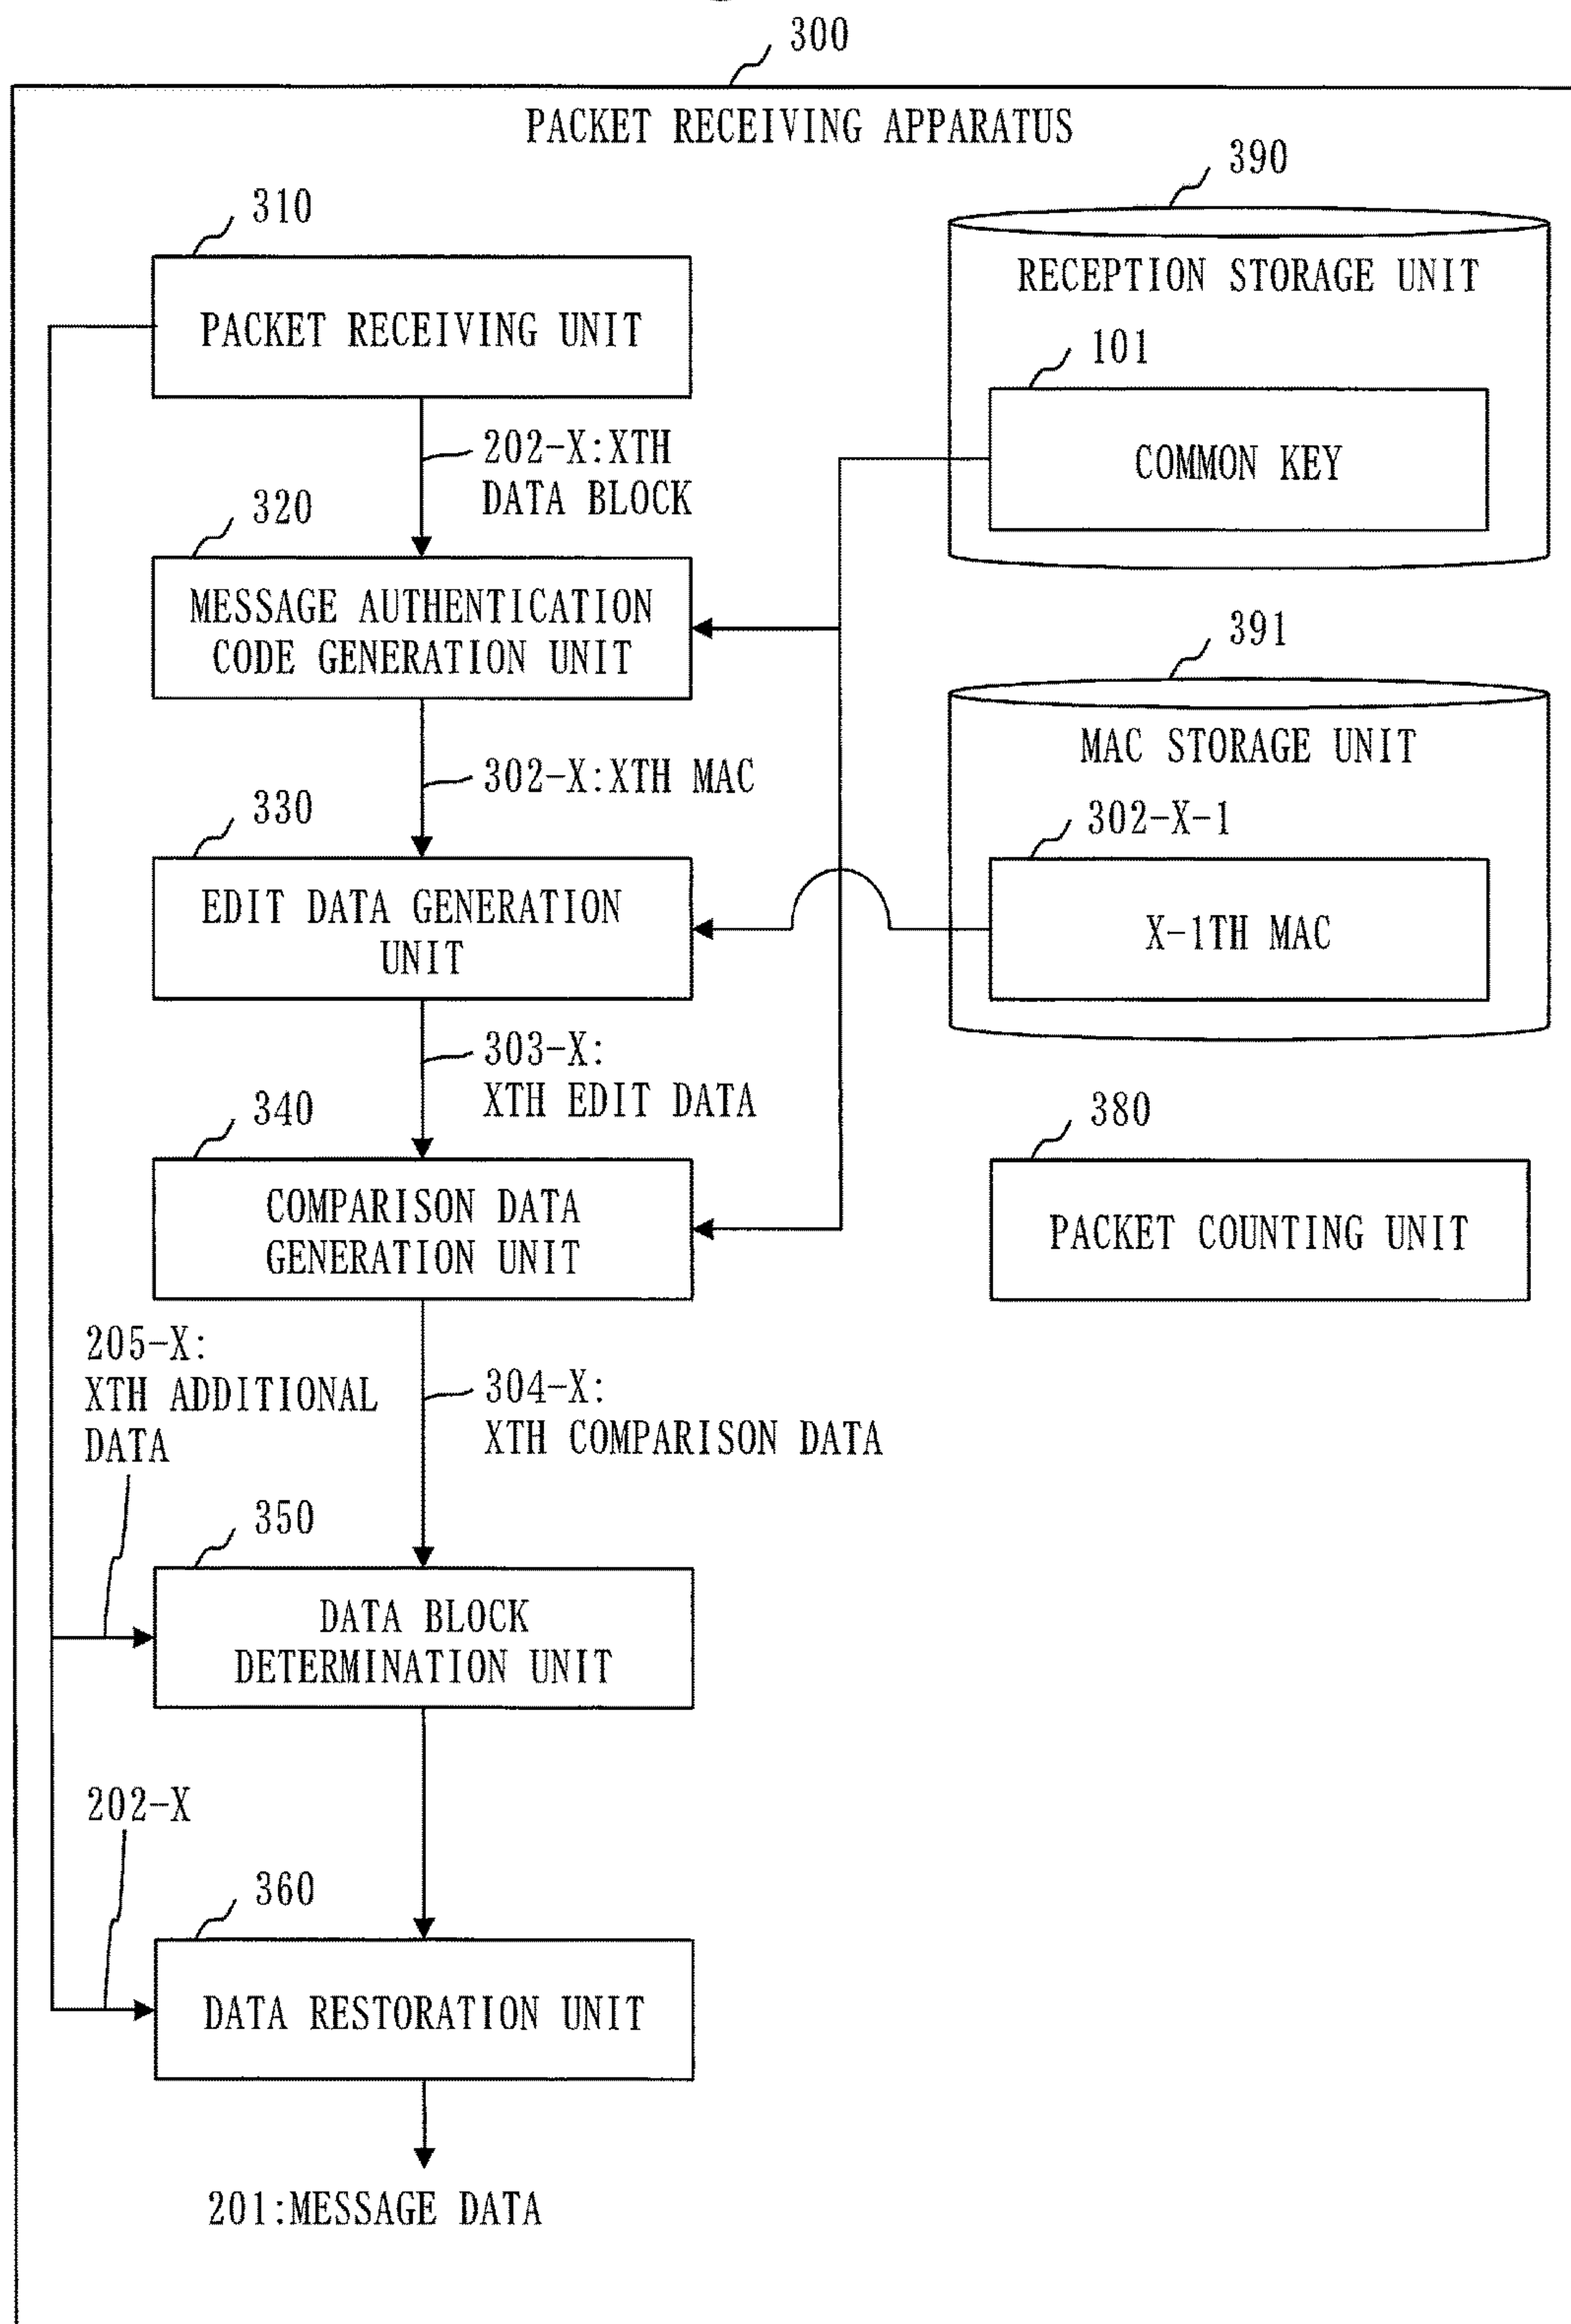 300
PACKET RECEIVING APPARATUS
390
310
RECEPTION STORAGE UNIT
PACKET RECEIVING UNIT
101
COMMON KEY
202-X:XTH
DATA BLOCK
320
MESSAGE AUTHENTICATION
CODE GENERATION UNIT
391
MAC STORAGE UNIT
302-X:XTH MAC
330
302-X-1
EDIT DATA GENERATION
UNIT
X-1TH MAC
303-X:
XTH EDIT DATA
340
380
COMPARISON DATA
GENERATION UNIT
PACKET COUNTING UNIT
205-X:
XTH ADDITIONAL
DATA
304-X:
XTH COMPARISON DATA
350
DATA BLOCK
DETERMINATION UNIT
202-X
360
DATA RESTORATION UNIT
201:MESSAGE DATA